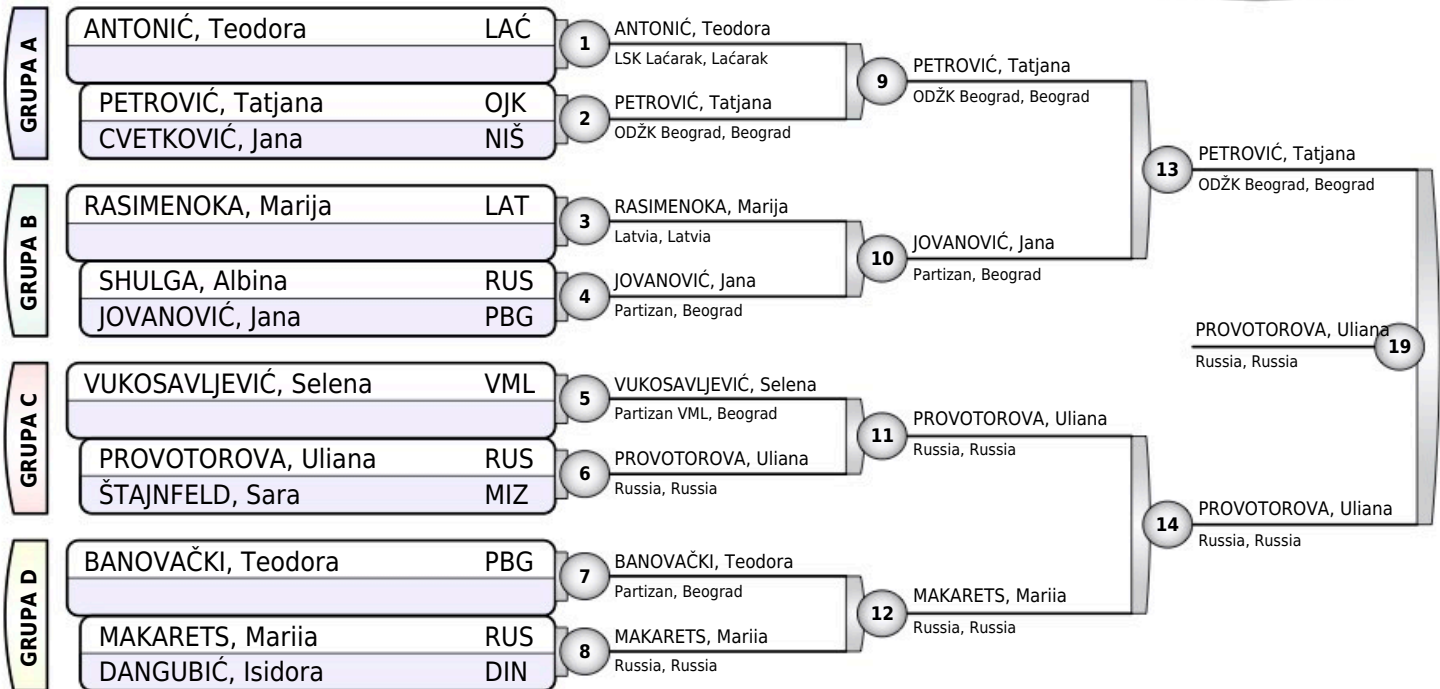 GRUPA A
ANTONIĆ, Teodora LAĆ
PETROVIĆ, Tatjana OJK
CVETKOVIĆ, Jana NIŠ
GRUPA B
RASIMENOKA, Marija LAT
SHULGA, Albina RUS
JOVANOVIĆ, Jana PBG
GRUPA C
VUKOSAVLJEVIĆ, Selena VML
PROVOTOROVA, Uliana RUS
ŠTAJNFELD, Sara MIZ
GRUPA D
BANOVAČKI, Teodora PBG
MAKARETS, Mariia RUS
DANGUBIĆ, Isidora DIN
1
ANTONIĆ, Teodora
LSK Laćarak, Laćarak
2
PETROVIĆ, Tatjana
ODŽK Beograd, Beograd
3
RASIMENOKA, Marija
Latvia, Latvia
4
JOVANOVIĆ, Jana
Partizan, Beograd
5
VUKOSAVLJEVIĆ, Selena
Partizan VML, Beograd
6
PROVOTOROVA, Uliana
Russia, Russia
7
BANOVAČKI, Teodora
Partizan, Beograd
8
MAKARETS, Mariia
Russia, Russia
9
PETROVIĆ, Tatjana
ODŽK Beograd, Beograd
10
JOVANOVIĆ, Jana
Partizan, Beograd
11
PROVOTOROVA, Uliana
Russia, Russia
12
MAKARETS, Mariia
Russia, Russia
13
PETROVIĆ, Tatjana
ODŽK Beograd, Beograd
14
PROVOTOROVA, Uliana
Russia, Russia
PROVOTOROVA, Uliana
19
Russia, Russia